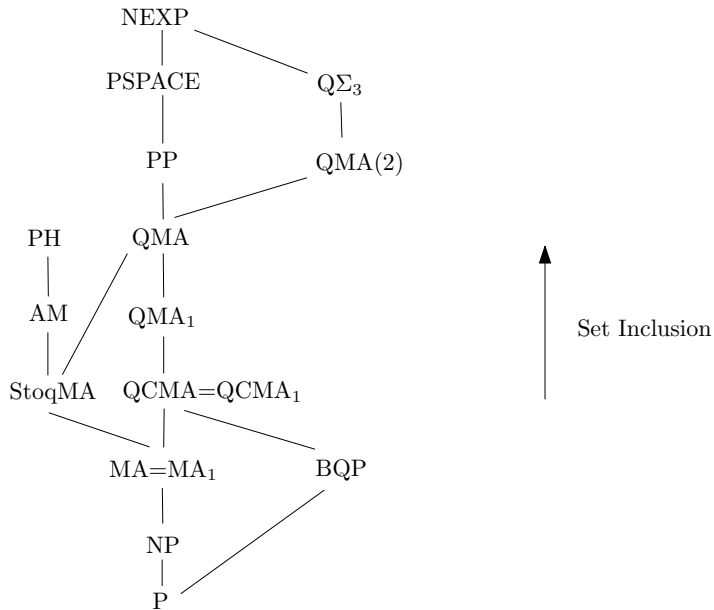 NEXP
PSPACE
QΣ₃
PP
QMA(2)
PH
QMA
AM
QMA₁
Set Inclusion
StoqMA
QCMA=QCMA₁
MA=MA₁
BQP
NP
P